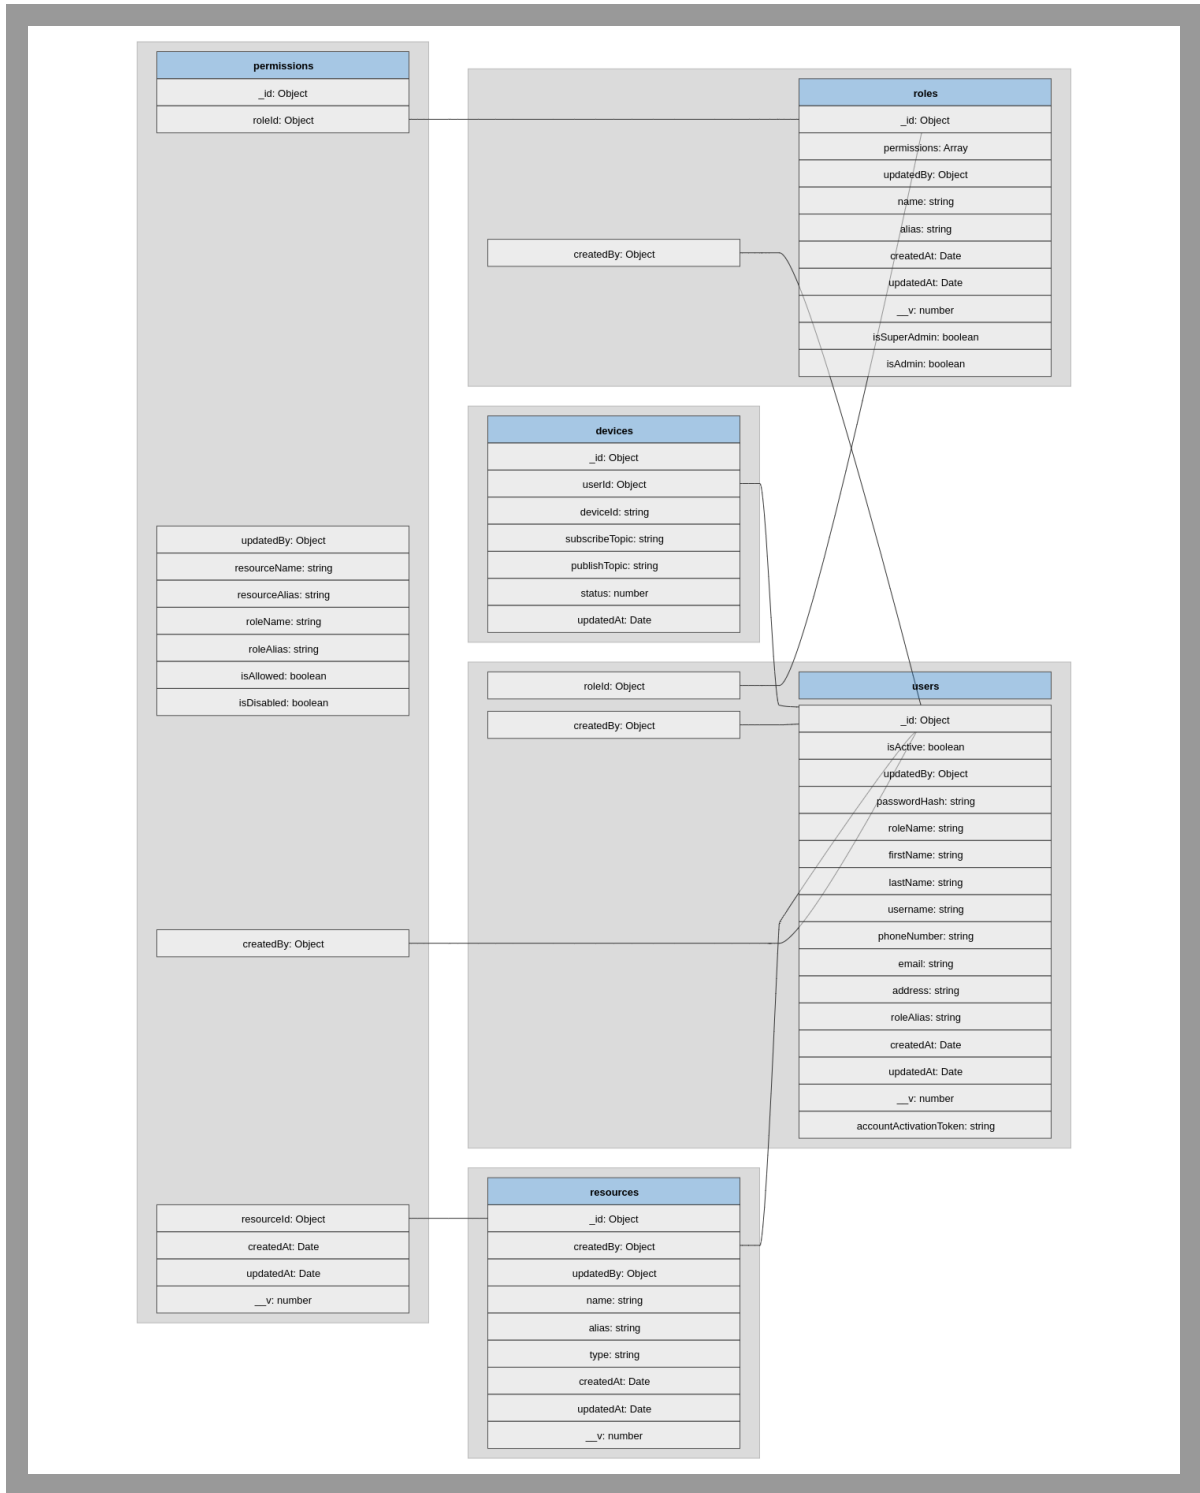 permissions
_id: Object
roleId: Object
updatedBy: Object
resourceName: string
resourceAlias: string
roleName: string
roleAlias: string
isAllowed: boolean
isDisabled: boolean
createdBy: Object
resourceId: Object
createdAt: Date
updatedAt: Date
__v: number
roles
_id: Object
permissions: Array
updatedBy: Object
name: string
alias: string
createdBy: Object
createdAt: Date
updatedAt: Date
__v: number
isSuperAdmin: boolean
isAdmin: boolean
devices
_id: Object
userId: Object
deviceId: string
subscribeTopic: string
publishTopic: string
status: number
updatedAt: Date
roleId: Object
createdBy: Object
users
_id: Object
isActive: boolean
updatedBy: Object
passwordHash: string
roleName: string
firstName: string
lastName: string
username: string
phoneNumber: string
email: string
address: string
roleAlias: string
createdAt: Date
updatedAt: Date
__v: number
accountActivationToken: string
resources
_id: Object
createdBy: Object
updatedBy: Object
name: string
alias: string
type: string
createdAt: Date
updatedAt: Date
__v: number